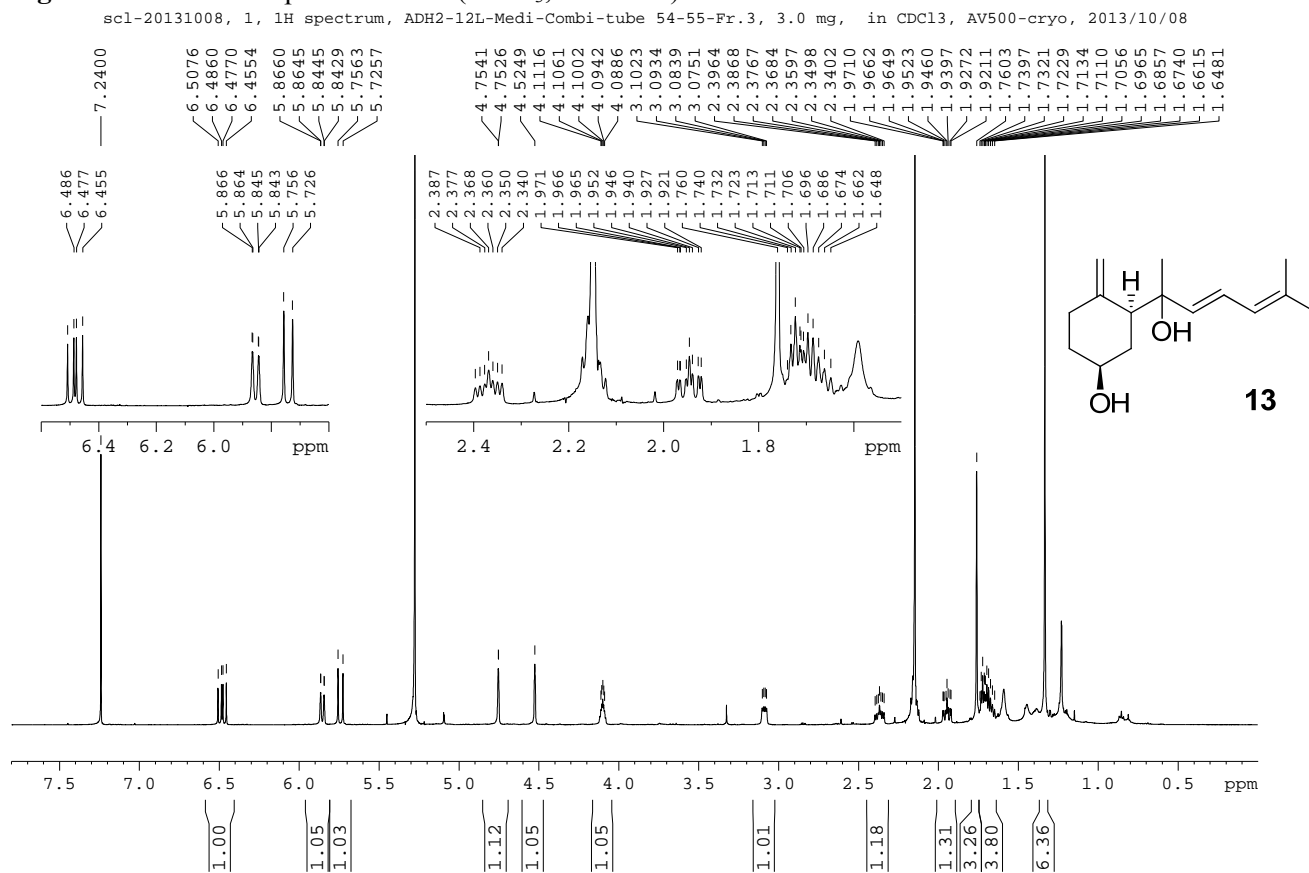 scl-20131008, 1, 1H spectrum, ADH2-12L-Medi-Combi-tube 54-55-Fr.3, 3.0 mg, in CDCl3, AV500-cryo, 2013/10/08
7.2400 6.5076 6.4860 6.4770 6.4554 5.8660 5.8645 5.8445 5.8429 5.7563 5.7257 4.7541 4.7526 4.5249 4.1116 4.1061 4.1002 4.0942 4.0886 3.1023 3.0934 3.0839 3.0751 2.3964 2.3868 2.3767 2.3684 2.3597 2.3498 2.3402 1.9710 1.9662 1.9649 1.9523 1.9460 1.9397 1.9272 1.9211 1.7603 1.7397 1.7321 1.7229 1.7134 1.7110 1.7056 1.6965 1.6857 1.6740 1.6615 1.6481
6.486 6.477 6.455 5.866 5.864 5.845 5.843 5.756 5.726
2.387 2.377 2.368 2.360 2.350 2.340 1.971 1.966 1.965 1.952 1.946 1.940 1.927 1.921 1.760 1.740 1.732 1.723 1.713 1.711 1.706 1.696 1.686 1.674 1.662 1.648
H
OH
OH
13
6.4 6.2 6.0 ppm
2.4 2.2 2.0 1.8 ppm
7.5 7.0 6.5 6.0 5.5 5.0 4.5 4.0 3.5 3.0 2.5 2.0 1.5 1.0 0.5 ppm
1.00 1.05 1.03 1.12 1.05 1.05 1.01 1.18 1.31 3.26 3.80 6.36